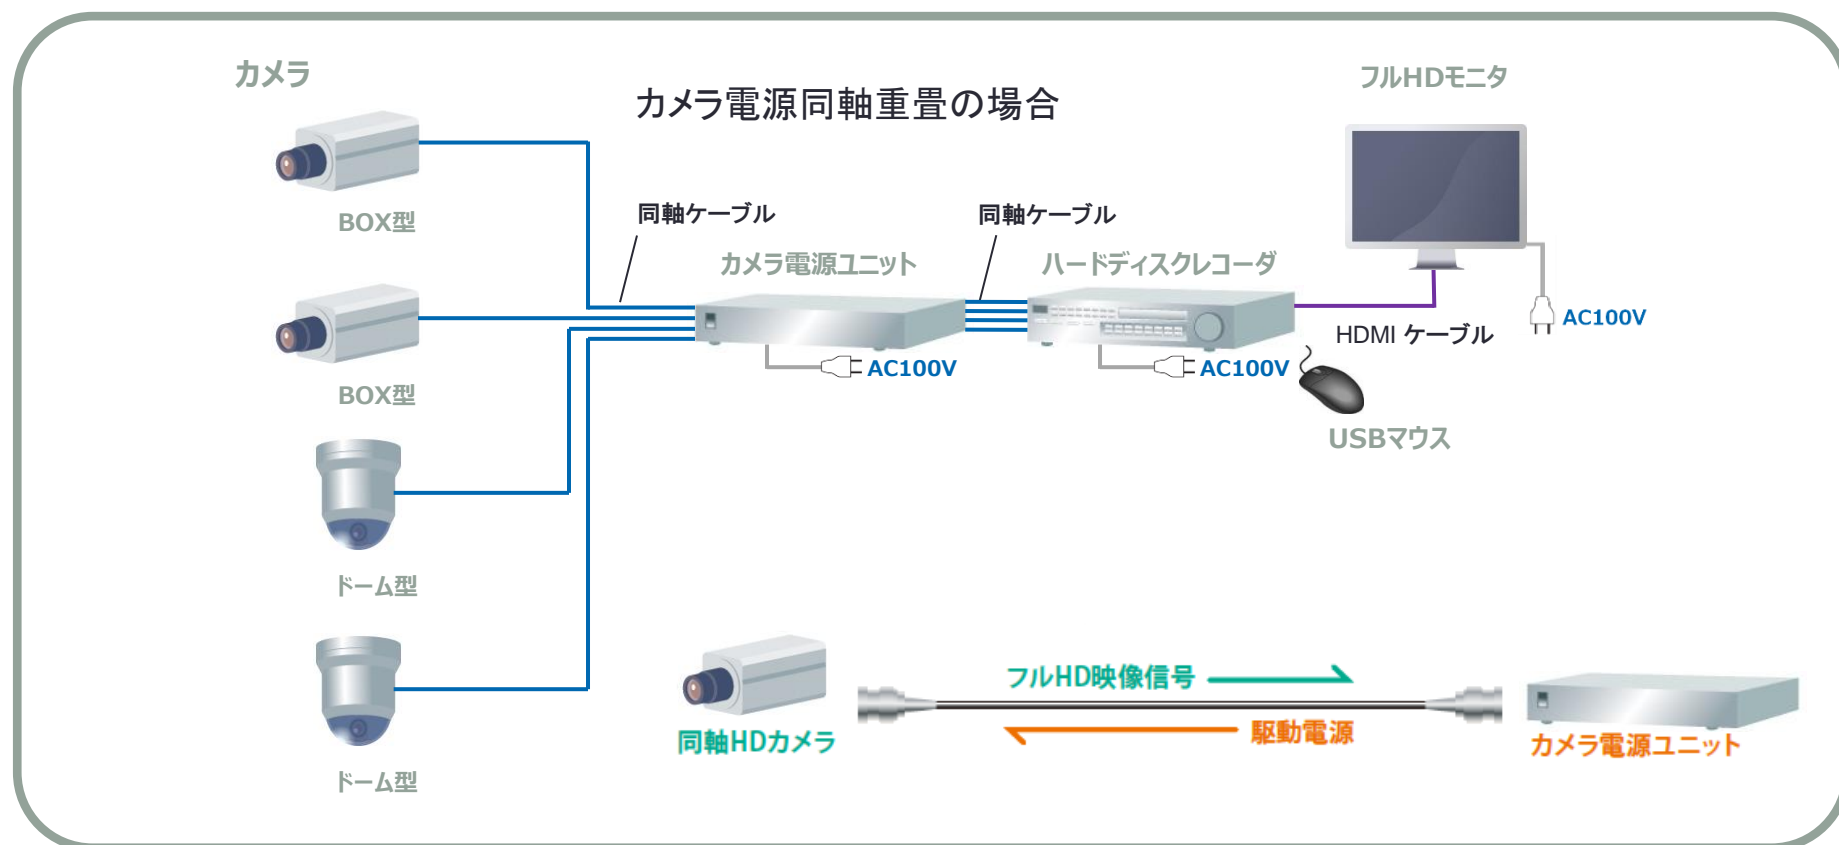 カメラ
カメラ電源同軸重畳の場合
フルHDモニタ
BOX型
同軸ケーブル
同軸ケーブル
カメラ電源ユニット
ハードディスクレコーダ
AC100V
HDMI ケーブル
AC100V
AC100V
BOX型
USBマウス
ドーム型
フルHD映像信号
駆動電源
同軸HDカメラ
カメラ電源ユニット
ドーム型